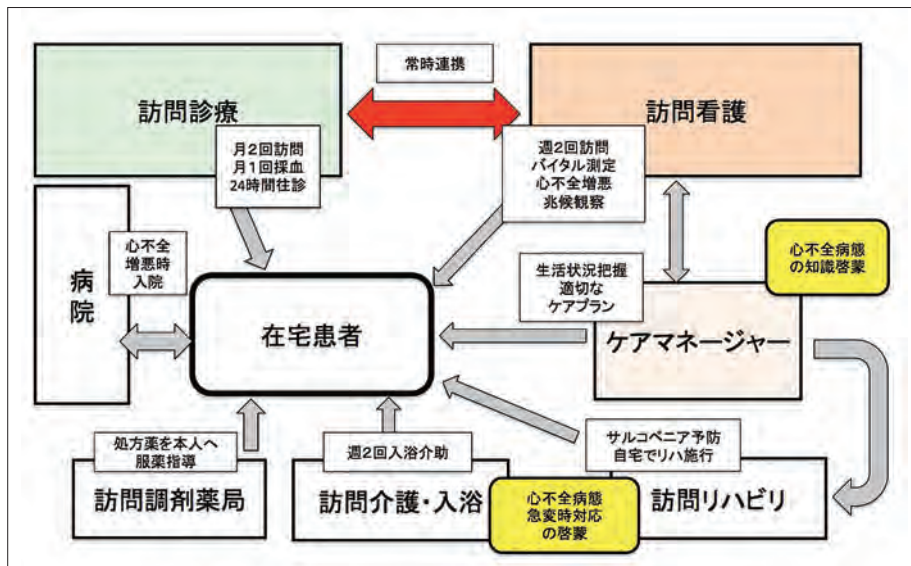 常時連携
訪問診療
訪問看護
月2回訪問
月1回採血
24時間往診
週2回訪問
バイタル測定
心不全増悪
兆候観察
病院
心不全
増悪時
入院
心不全病態
の知識啓蒙
生活状況把握
適切な
ケアプラン
在宅患者
ケアマネージャー
処方薬を本人へ
服薬指導
週2回入浴介助
サルコペニア予防
自宅でリハ施行
訪問調剤薬局
訪問介護・入浴
心不全病態
急変時対応
の啓蒙
訪問リハビリ